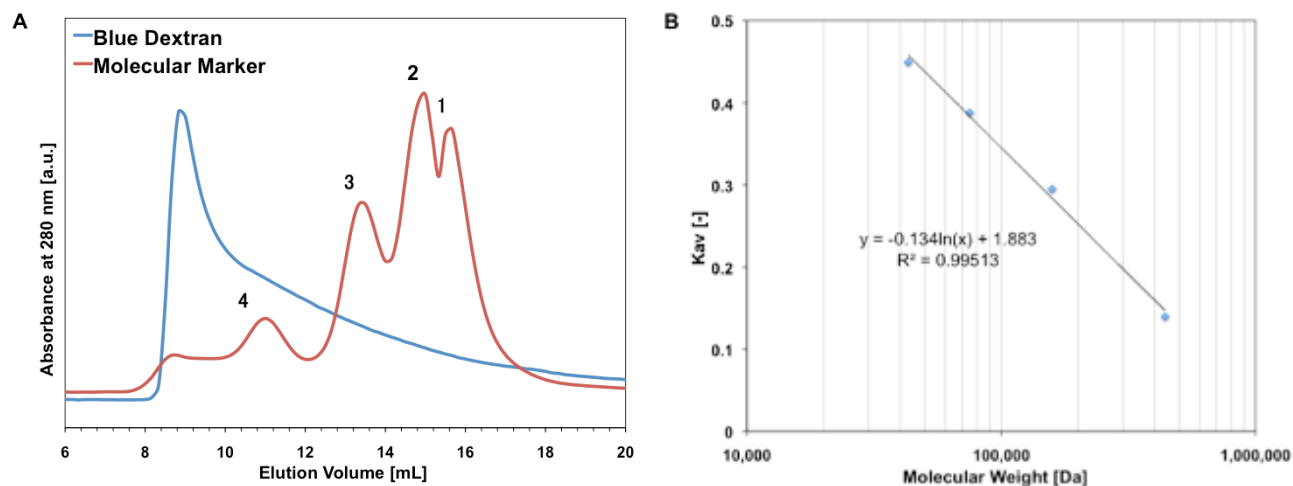 A
Blue Dextran
Molecular Marker
2
1
3
4
Absorbance at 280 nm [a.u.]
6 8 10 12 14 16 18 20
Elution Volume [mL]
B
0.5
0.4
0.3
0.2
0.1
0
Kav [-]
y = -0.134ln(x) + 1.883
R² = 0.99513
10,000 100,000 1,000,000
Molecular Weight [Da]